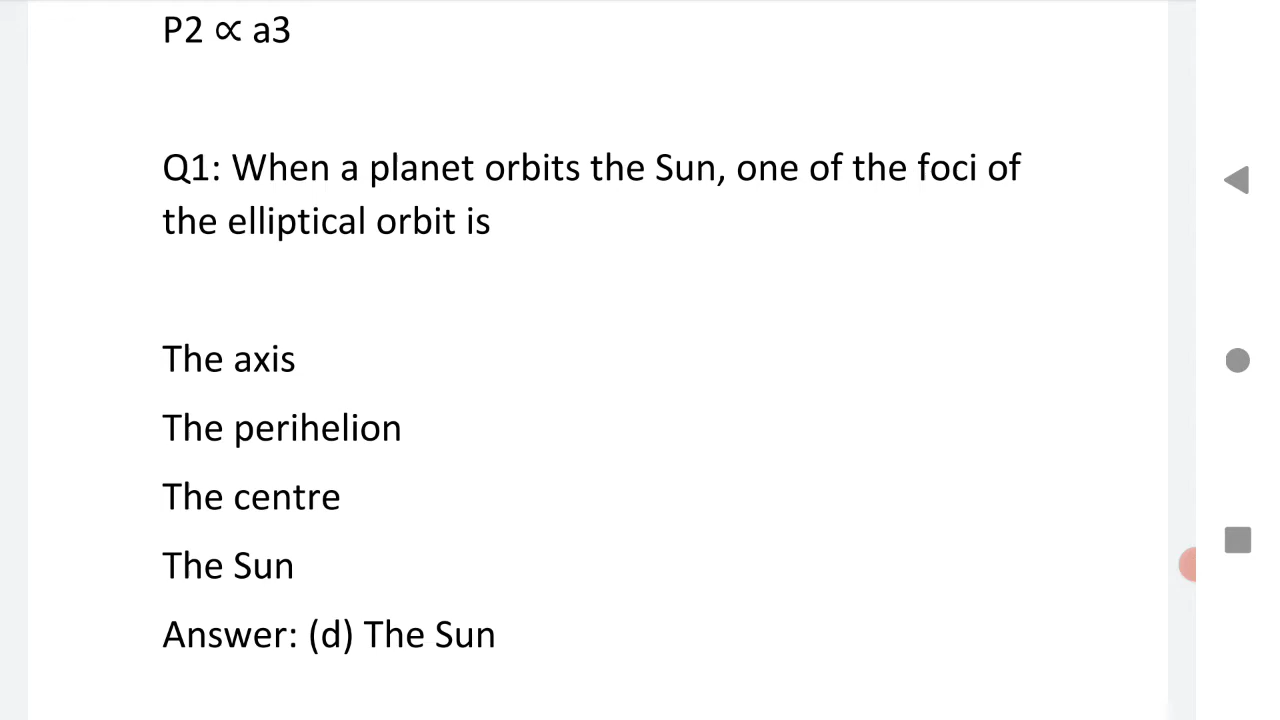 P2 ∝ a3
Q1: When a planet orbits the Sun, one of the foci of
the elliptical orbit is
The axis
The perihelion
The centre
The Sun
Answer: (d) The Sun